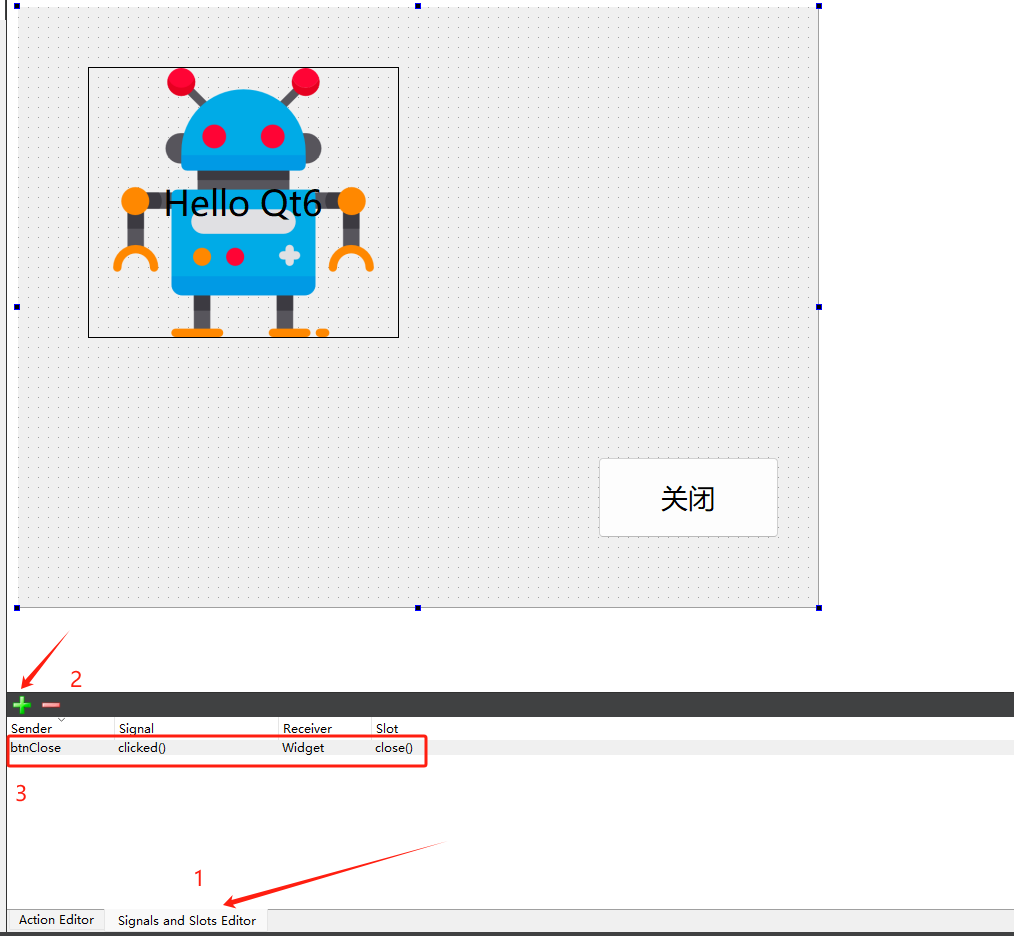 Hello Qt6
关闭
2
Sender Signal Receiver Slot
btnClose clicked() Widget close()
3
1
Action Editor Signals and Slots Editor